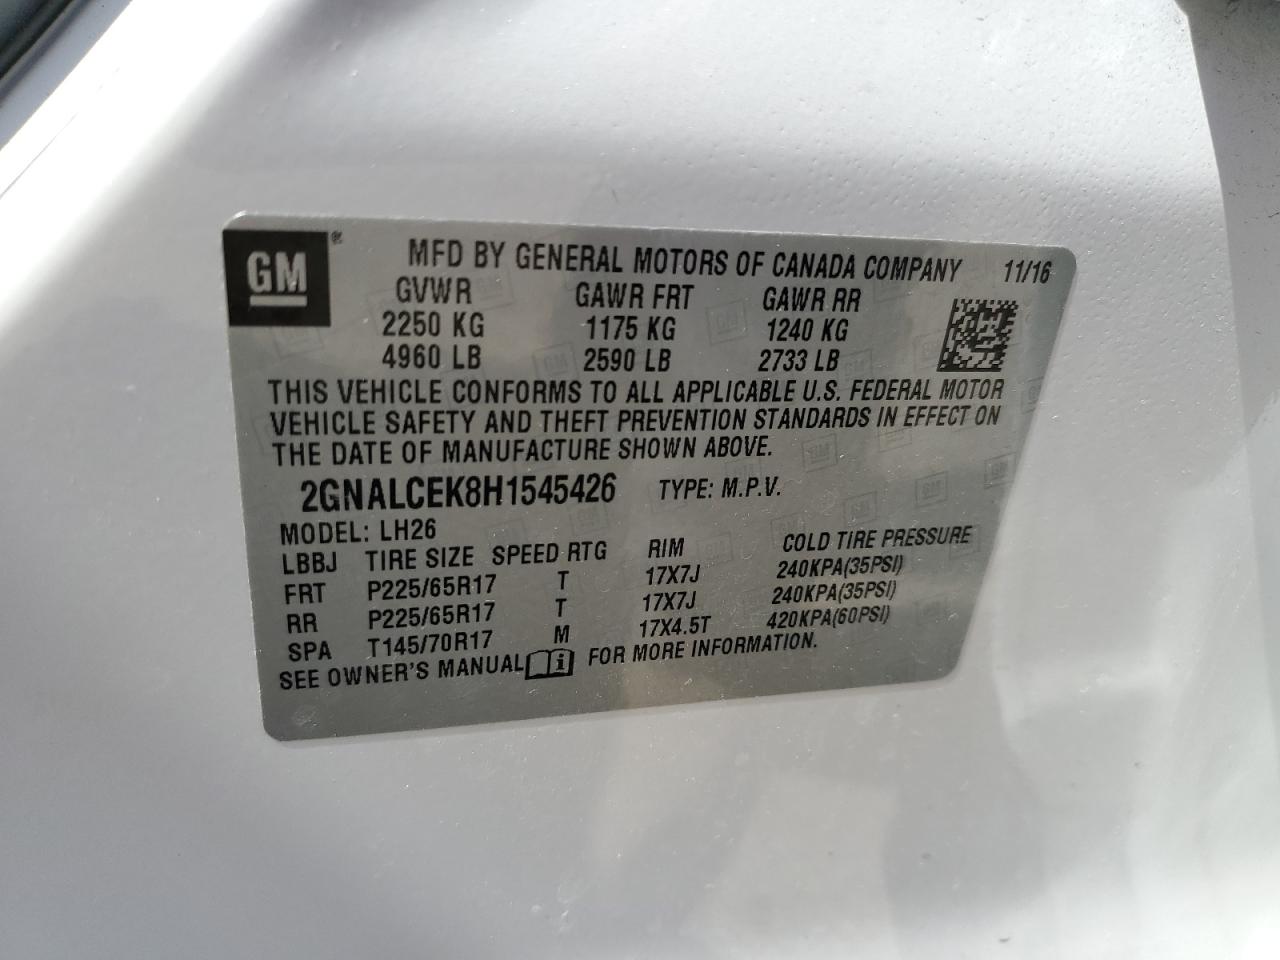 GM ® MFD BY GENERAL MOTORS OF CANADA COMPANY 11/16
GVWR GAWR FRT GAWR RR
2250 KG 1175 KG 1240 KG
4960 LB 2590 LB 2733 LB
THIS VEHICLE CONFORMS TO ALL APPLICABLE U.S. FEDERAL MOTOR
VEHICLE SAFETY AND THEFT PREVENTION STANDARDS IN EFFECT ON
THE DATE OF MANUFACTURE SHOWN ABOVE.
2GNALCEK8H1545426 TYPE: M.P.V.
MODEL: LH26
LBBJ TIRE SIZE SPEED RTG RIM COLD TIRE PRESSURE
FRT P225/65R17 T 17X7J 240KPA(35PSI)
RR P225/65R17 T 17X7J 240KPA(35PSI)
SPA T145/70R17 M 17X4.5T 420KPA(60PSI)
SEE OWNER'S MANUAL i FOR MORE INFORMATION.